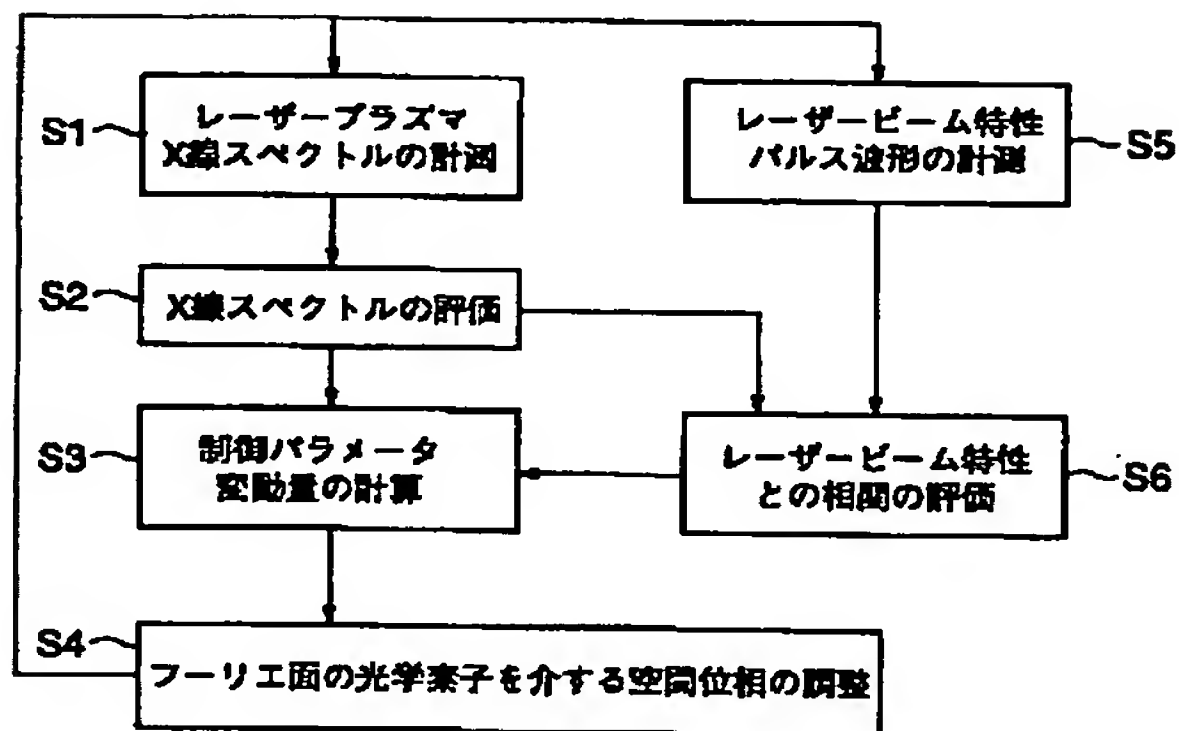 S1
レーザープラズマ
X線スペクトルの計測
レーザービーム特性
パルス波形の計測
S5
S2
X線スペクトルの評価
S3
制御パラメータ
変動量の計算
レーザービーム特性
との相関の評価
S6
S4
フーリエ面の光学素子を介する空間位相の調整